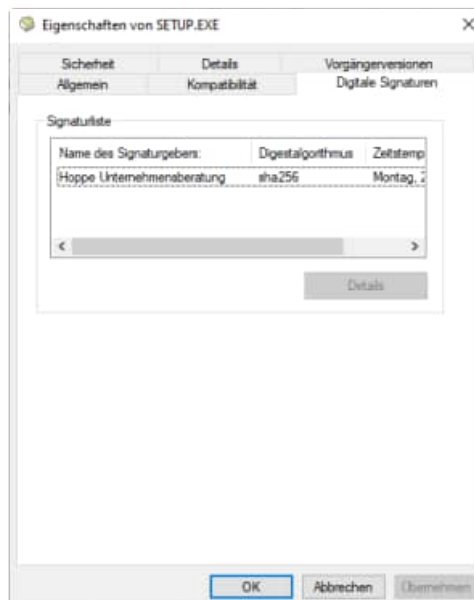 Eigenschaften von SETUP.EXE
Sicherheit Details Vorgängerversionen
Allgemein Kompatibilität Digitale Signaturen
Signaturliste
Name des Signaturgebers: Digestalgorithmus Zeitstemp
Hoppe Unternehmensberatung sha256 Montag, 2
Details
OK Abbrechen Übernehmen